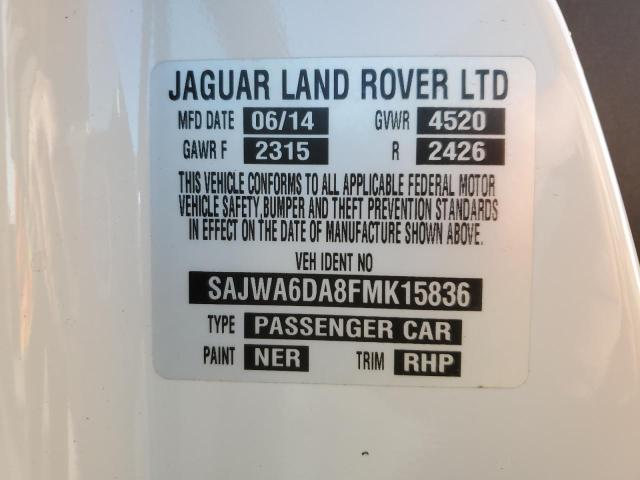 JAGUAR LAND ROVER LTD
MFD DATE 06/14 GVWR 4520
GAWR F 2315 R 2426
THIS VEHICLE CONFORMS TO ALL APPLICABLE FEDERAL MOTOR
VEHICLE SAFETY, BUMPER AND THEFT PREVENTION STANDARDS
IN EFFECT ON THE DATE OF MANUFACTURE SHOWN ABOVE.
VEH IDENT NO
SAJWA6DA8FMK15836
TYPE PASSENGER CAR
PAINT NER TRIM RHP